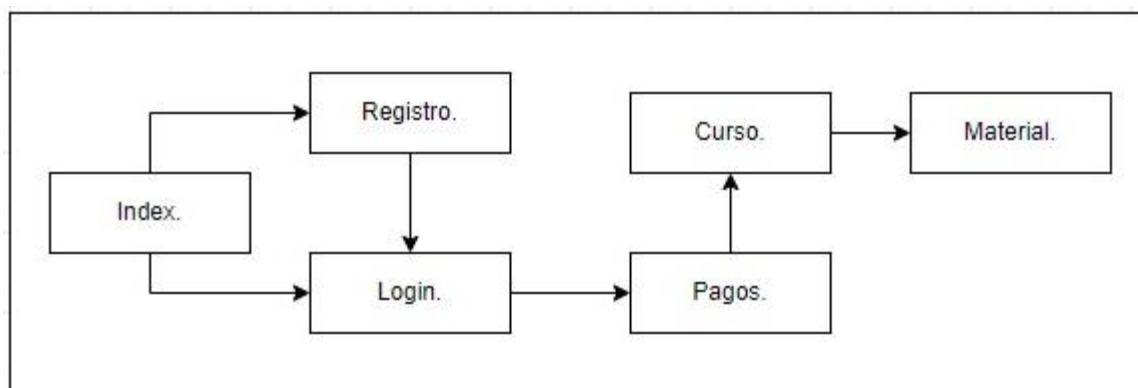 Registro.
Curso.
Material.
Index.
Login.
Pagos.